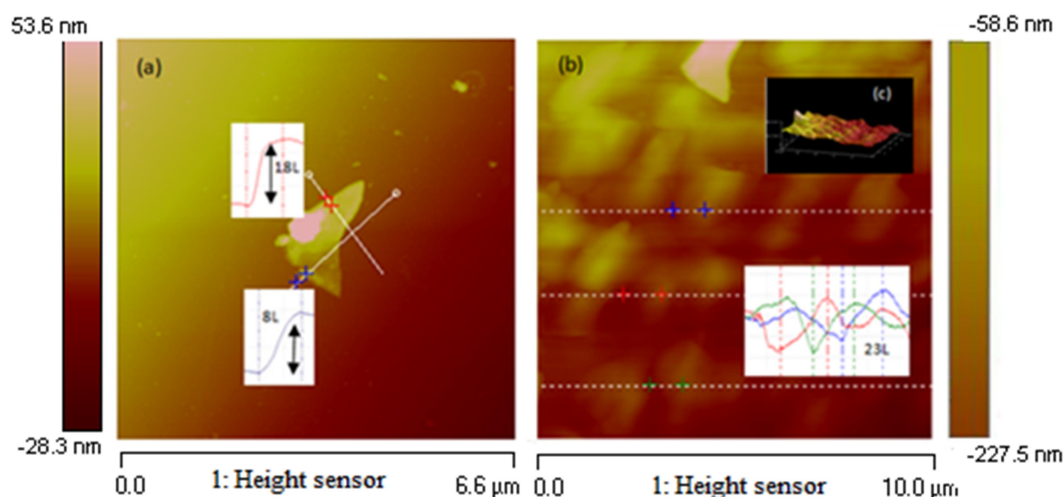 53.6 nm
-58.6 nm
(a)
(b)
(c)
18L
8L
23L
-28.3 nm
-227.5 nm
0.0
1: Height sensor
6.6 µm
0.0
1: Height sensor
10.0 µm